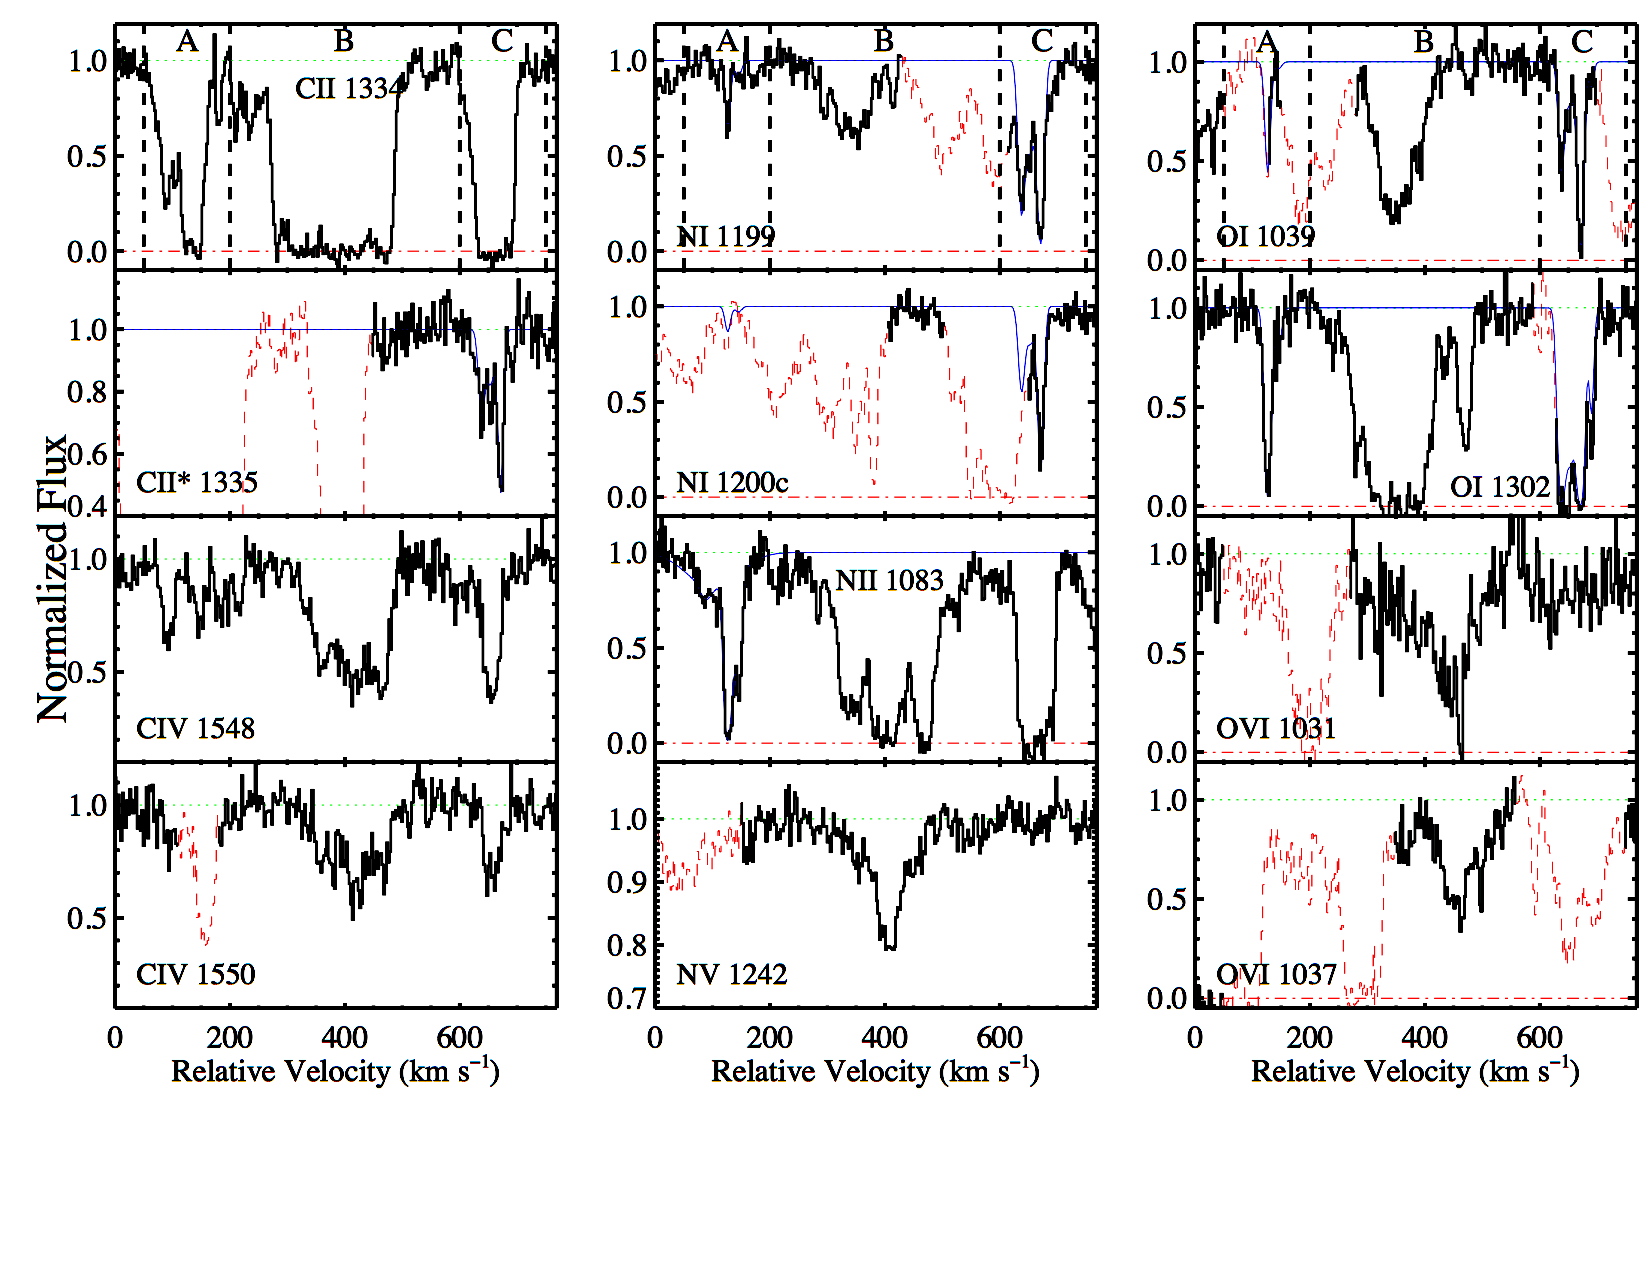 A B C
1.0
0.5
0.0
CII 1334
1.0
0.8
0.6
0.4
CII* 1335
1.0
0.5
CIV 1548
1.0
0.5
CIV 1550
0 200 400 600
Relative Velocity (km s⁻¹)
Normalized Flux
A B C
1.0
0.5
0.0
NI 1199
1.0
0.5
0.0
NI 1200c
1.0
0.5
0.0
NII 1083
1.0
0.9
0.8
0.7
NV 1242
0 200 400 600
Relative Velocity (km s⁻¹)
A B C
1.0
0.5
0.0
OI 1039
1.0
0.5
0.0
OI 1302
1.0
0.5
0.0
OVI 1031
1.0
0.5
0.0
OVI 1037
0 200 400 600
Relative Velocity (km s⁻¹)